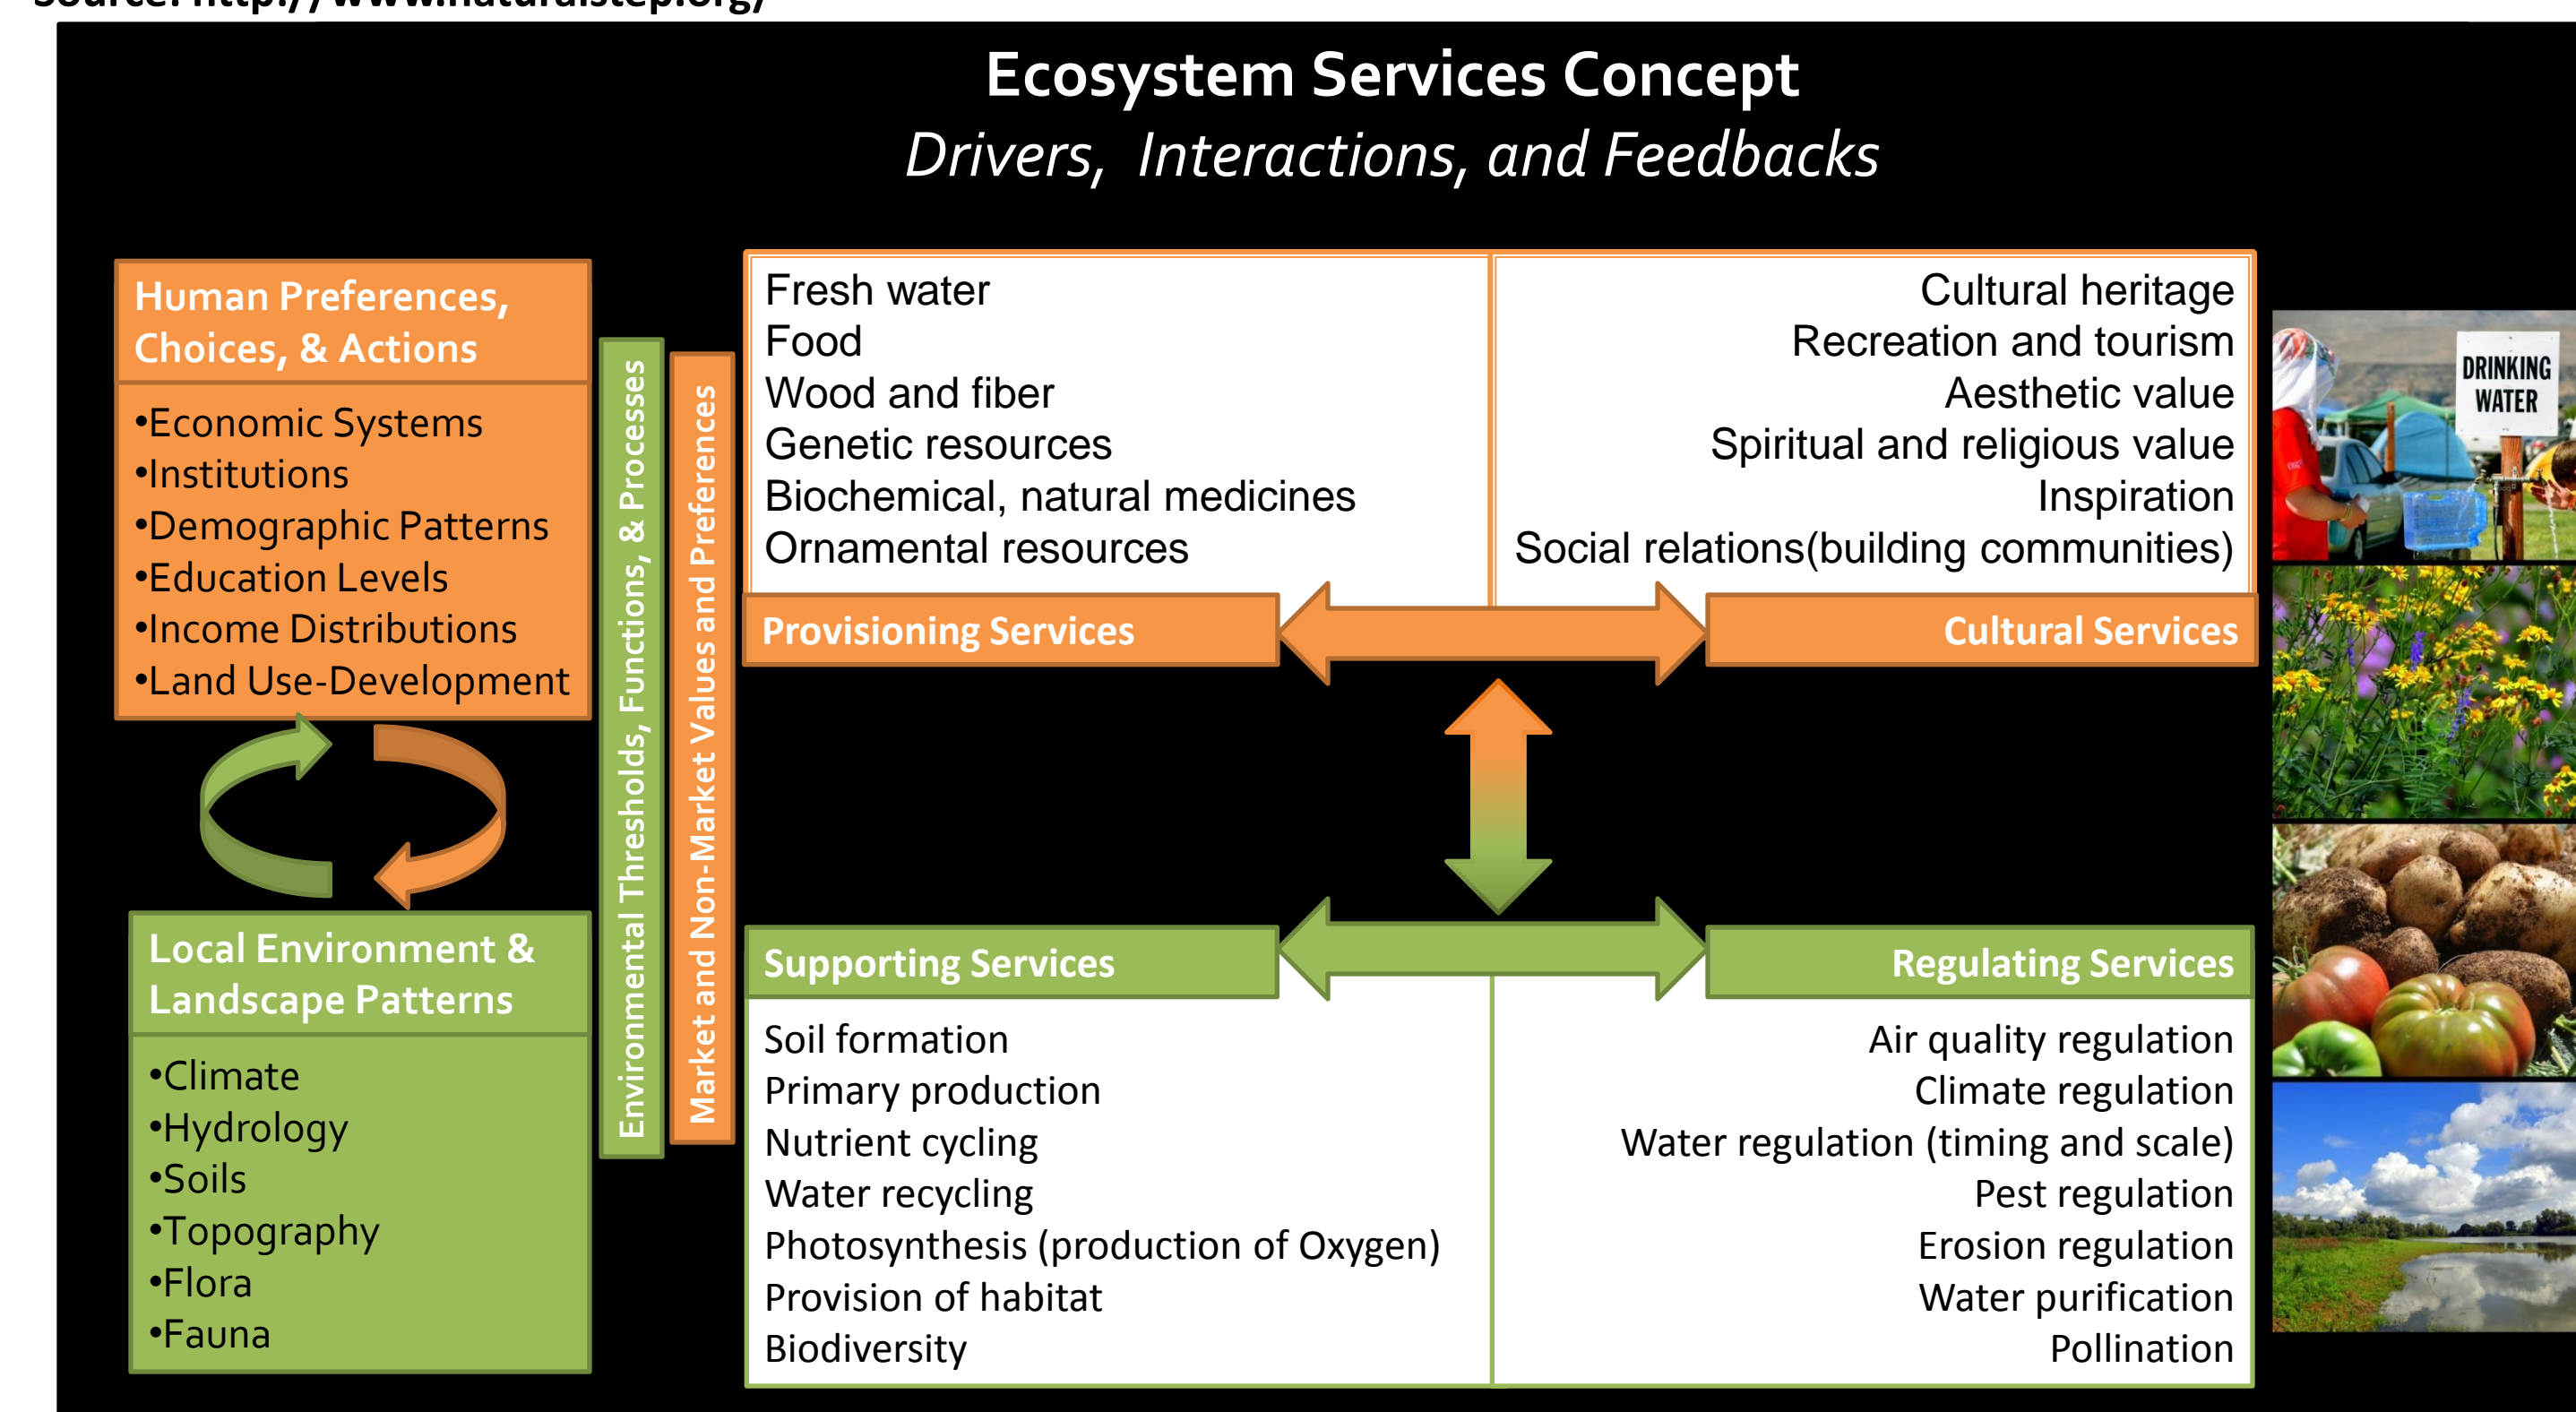 Source: http://www.naturalstep.org/
Ecosystem Services Concept
Drivers, Interactions, and Feedbacks
Human Preferences,
Choices, & Actions
•Economic Systems
•Institutions
•Demographic Patterns
•Education Levels
•Income Distributions
•Land Use-Development
Local Environment &
Landscape Patterns
•Climate
•Hydrology
•Soils
•Topography
•Flora
•Fauna
Environmental Thresholds, Functions, & Processes
Market and Non-Market Values and Preferences
Fresh water
Food
Wood and fiber
Genetic resources
Biochemical, natural medicines
Ornamental resources
Provisioning Services
Cultural heritage
Recreation and tourism
Aesthetic value
Spiritual and religious value
Inspiration
Social relations(building communities)
Cultural Services
Supporting Services
Soil formation
Primary production
Nutrient cycling
Water recycling
Photosynthesis (production of Oxygen)
Provision of habitat
Biodiversity
Regulating Services
Air quality regulation
Climate regulation
Water regulation (timing and scale)
Pest regulation
Erosion regulation
Water purification
Pollination
DRINKING
WATER